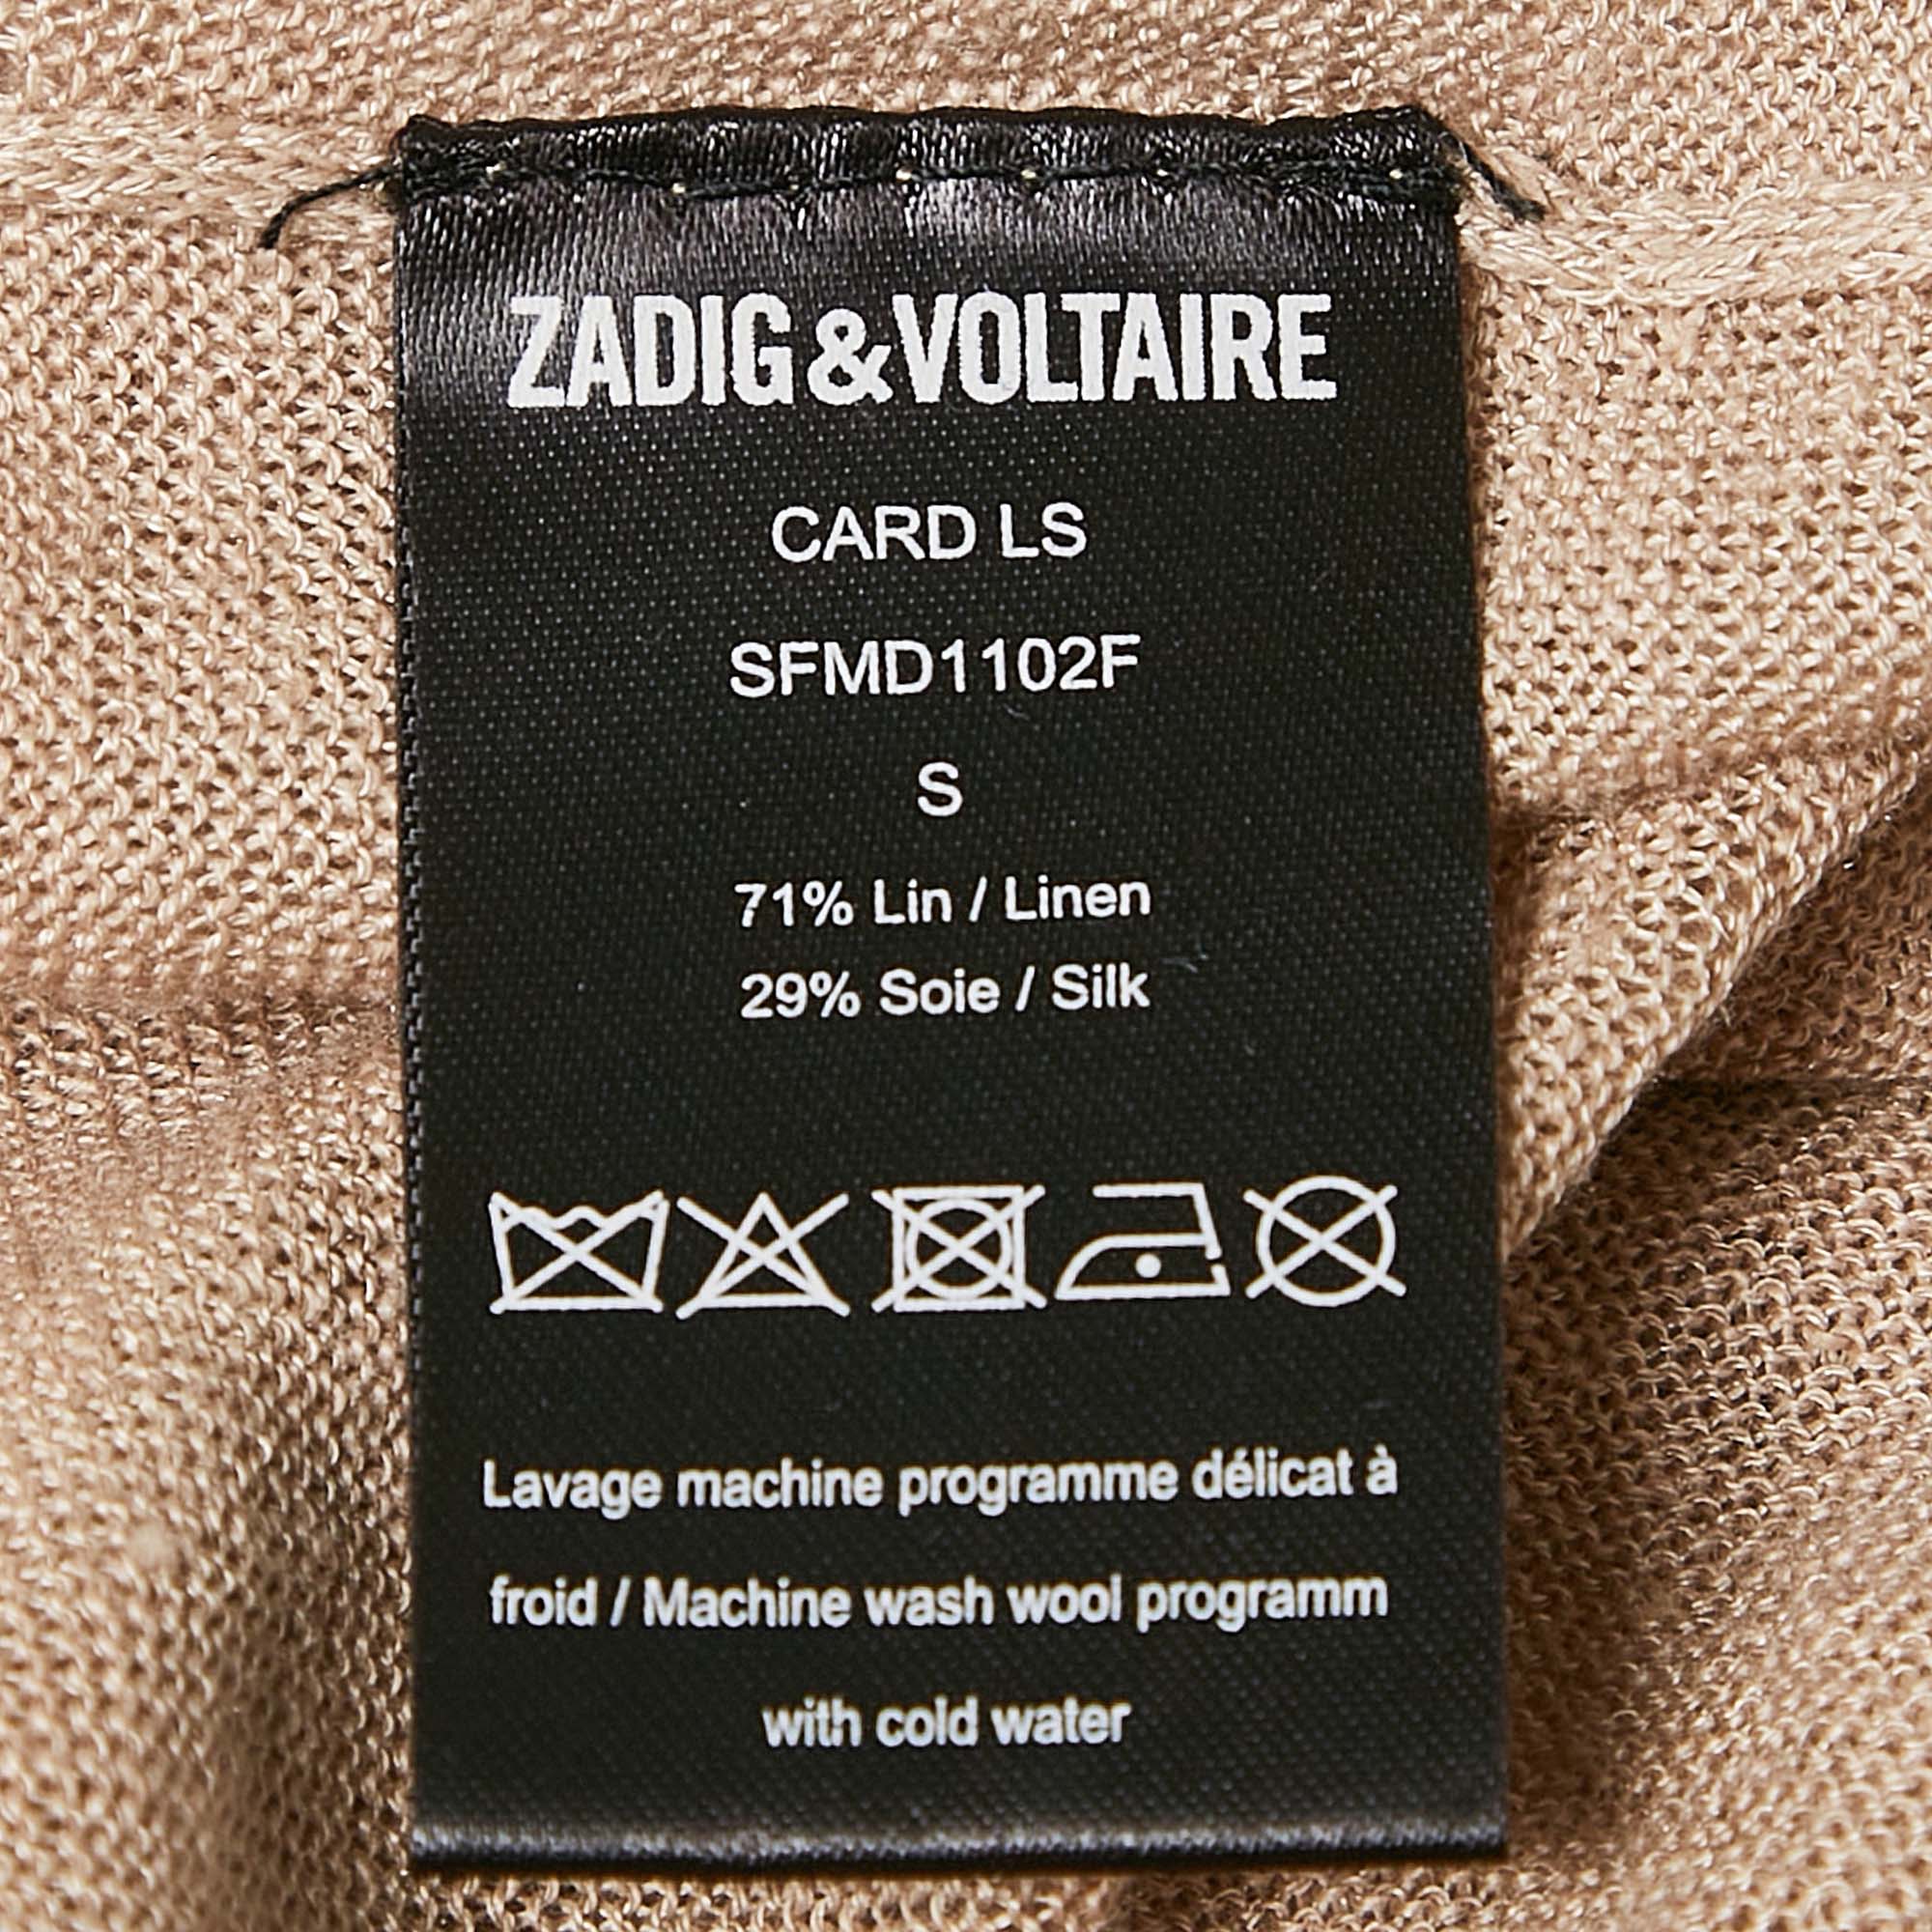 ZADIG&VOLTAIRE
CARD LS
SFMD1102F
S
71% Lin / Linen
29% Soie / Silk
Lavage machine programme délicat à
froid / Machine wash wool programm
with cold water